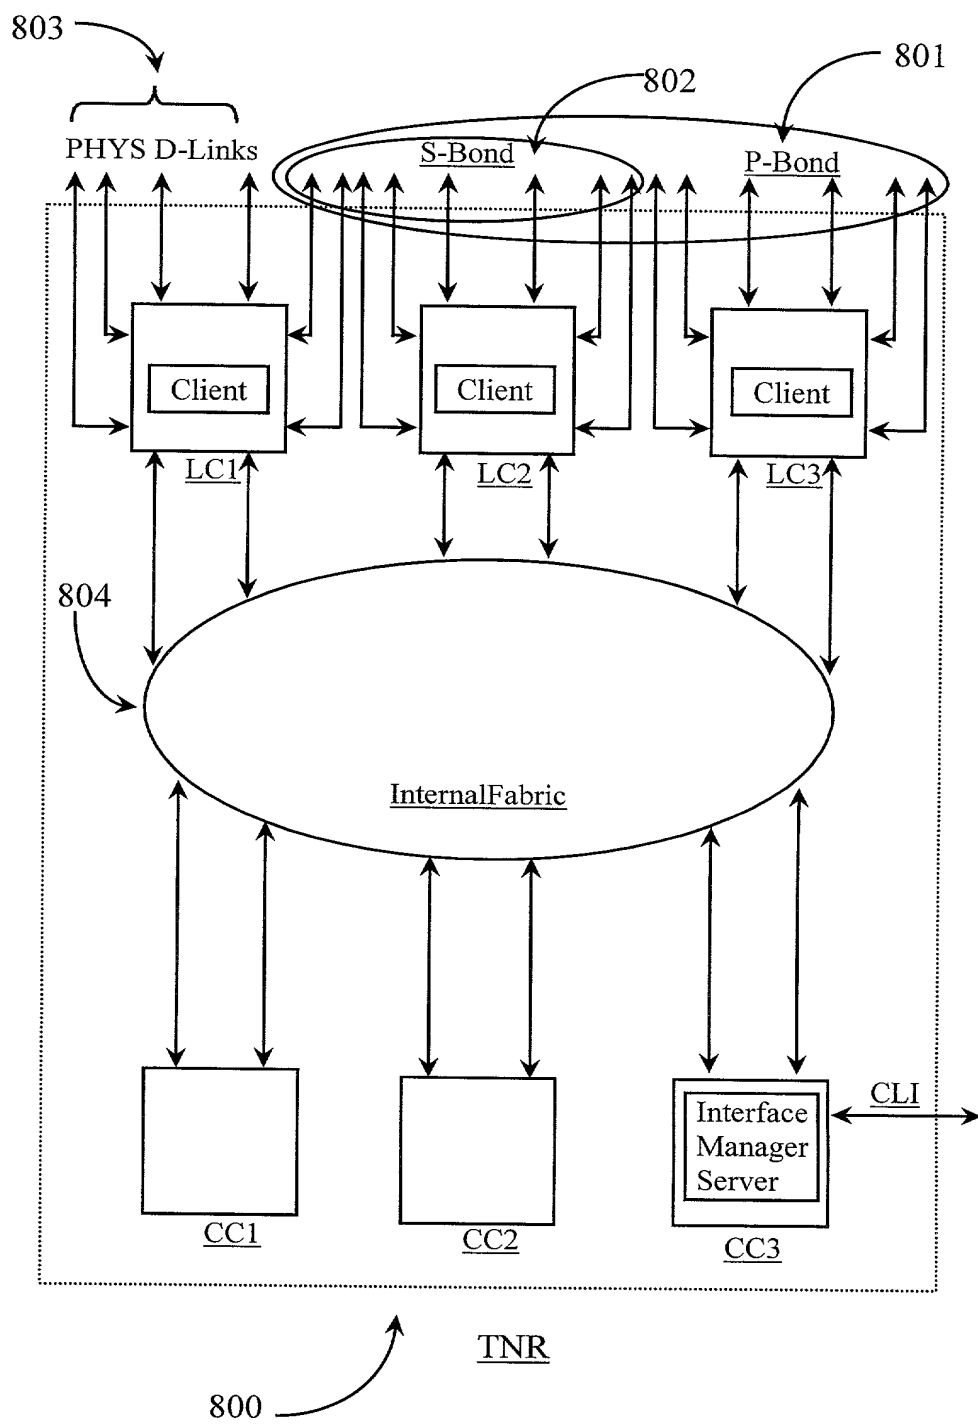 803
802
801
PHYS D-Links
S-Bond
P-Bond
Client
Client
Client
LC1
LC2
LC3
804
InternalFabric
CLI
Interface
Manager
Server
CC1
CC2
CC3
TNR
800